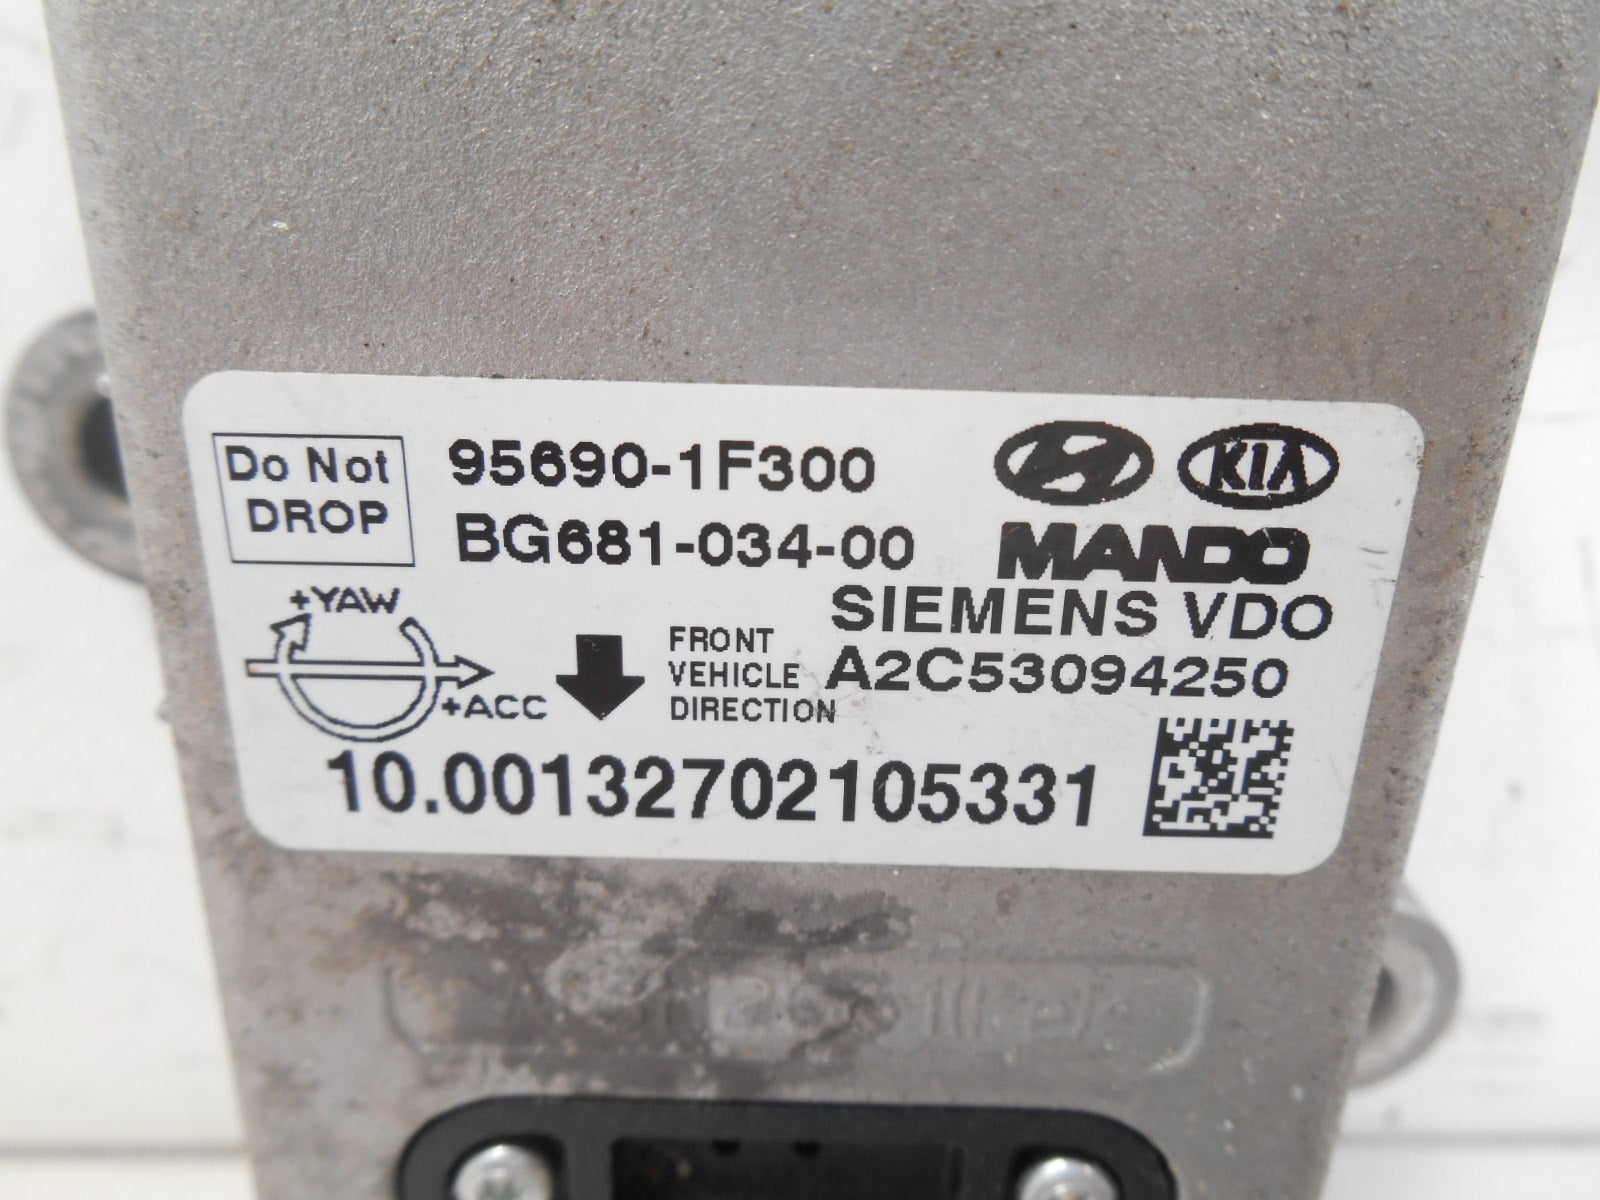 Do Not
DROP
95690-1F300
BG681-034-00
KIA
MANDO
SIEMENS VDO
A2C53094250
+YAW
+ACC
FRONT
VEHICLE
DIRECTION
10.00132702105331